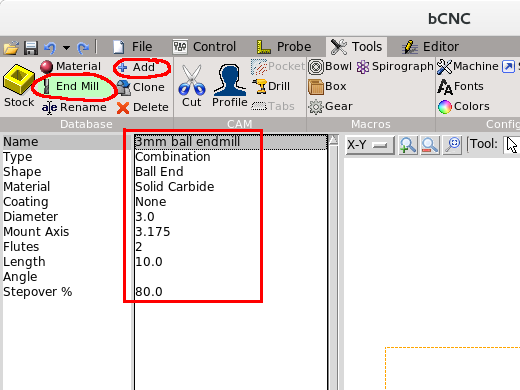 bCNC
File Control Probe Tools Editor
Material Add Bowl Spirograph Machine S
End Mill Clone Pocket Drill Box Fonts
Stock Rename Delete Cut Profile Tabs Gear Colors
Database CAM Macros Config
Name 3mm ball endmill X-Y Tool:
Type Combination
Shape Ball End
Material Solid Carbide
Coating None
Diameter 3.0
Mount Axis 3.175
Flutes 2
Length 10.0
Angle
Stepover % 80.0